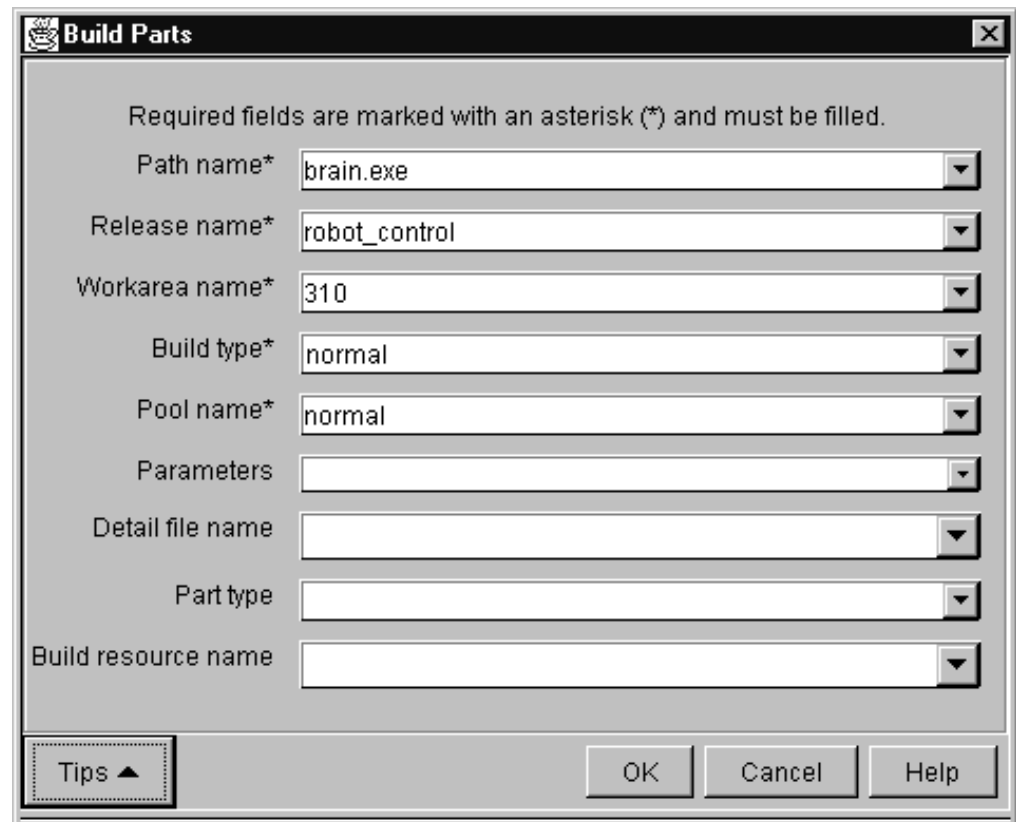 Build Parts
Required fields are marked with an asterisk (*) and must be filled.
Path name* brain.exe
Release name* robot_control
Workarea name* 310
Build type* normal
Pool name* normal
Parameters
Detail file name
Part type
Build resource name
Tips OK Cancel Help